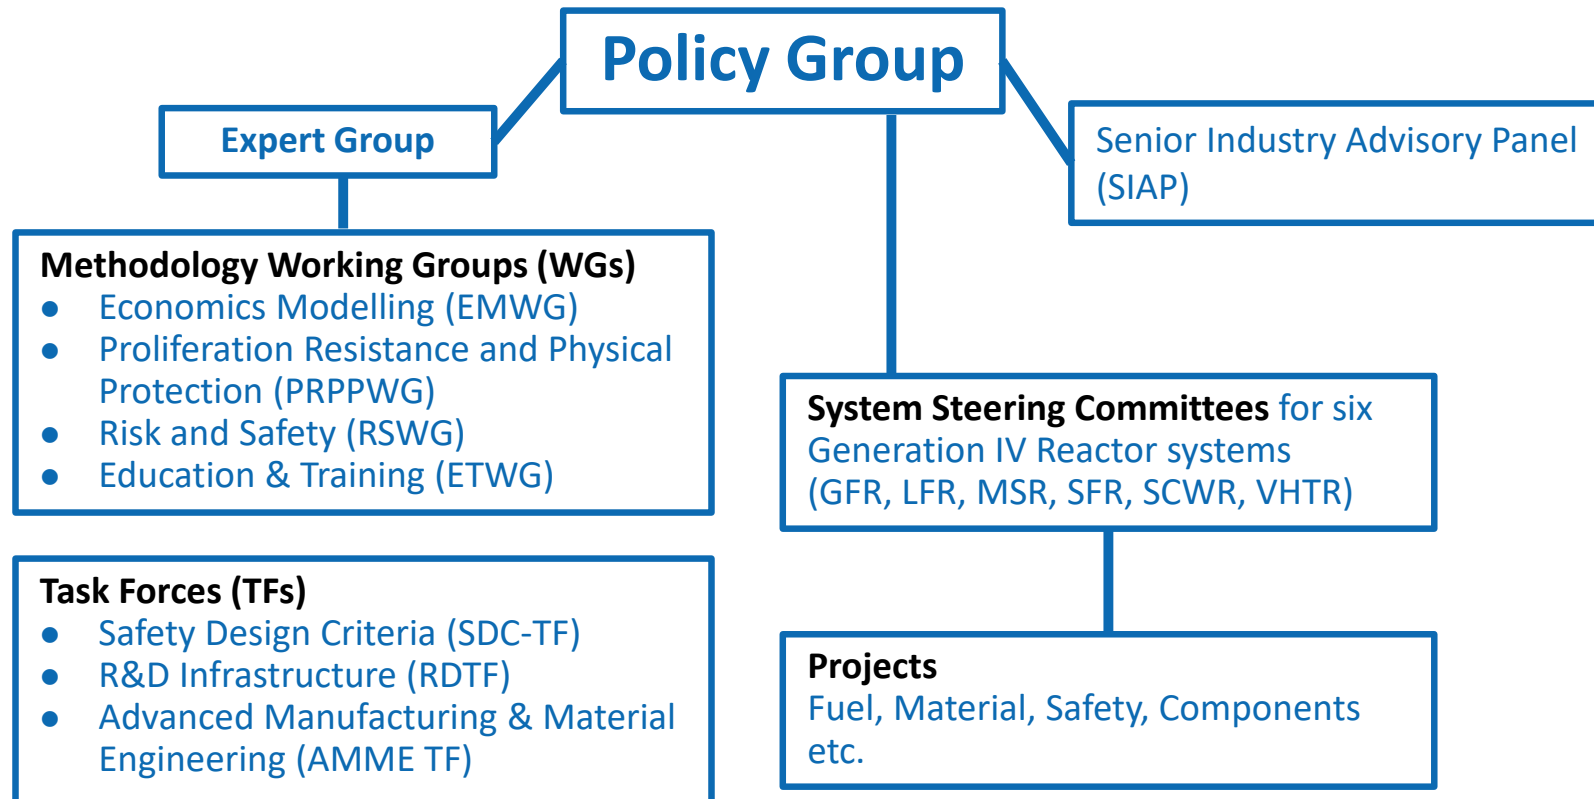 Policy Group
Expert Group
Senior Industry Advisory Panel
(SIAP)
Methodology Working Groups (WGs)
● Economics Modelling (EMWG)
● Proliferation Resistance and Physical
Protection (PRPPWG)
● Risk and Safety (RSWG)
● Education & Training (ETWG)
Task Forces (TFs)
● Safety Design Criteria (SDC-TF)
● R&D Infrastructure (RDTF)
● Advanced Manufacturing & Material
Engineering (AMME TF)
System Steering Committees for six
Generation IV Reactor systems
(GFR, LFR, MSR, SFR, SCWR, VHTR)
Projects
Fuel, Material, Safety, Components
etc.